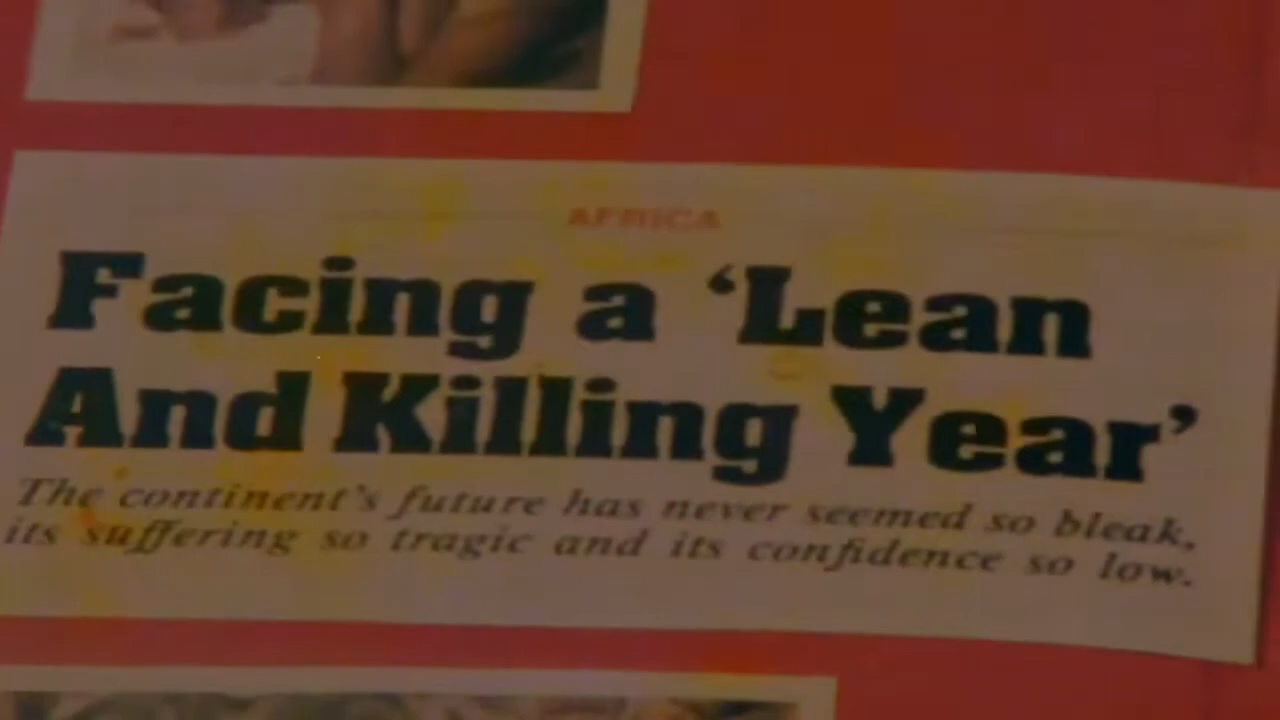 AFRICA
Facing a ‘Lean
And Killing Year’
The continent's future has never seemed so bleak,
its suffering so tragic and its confidence so low.